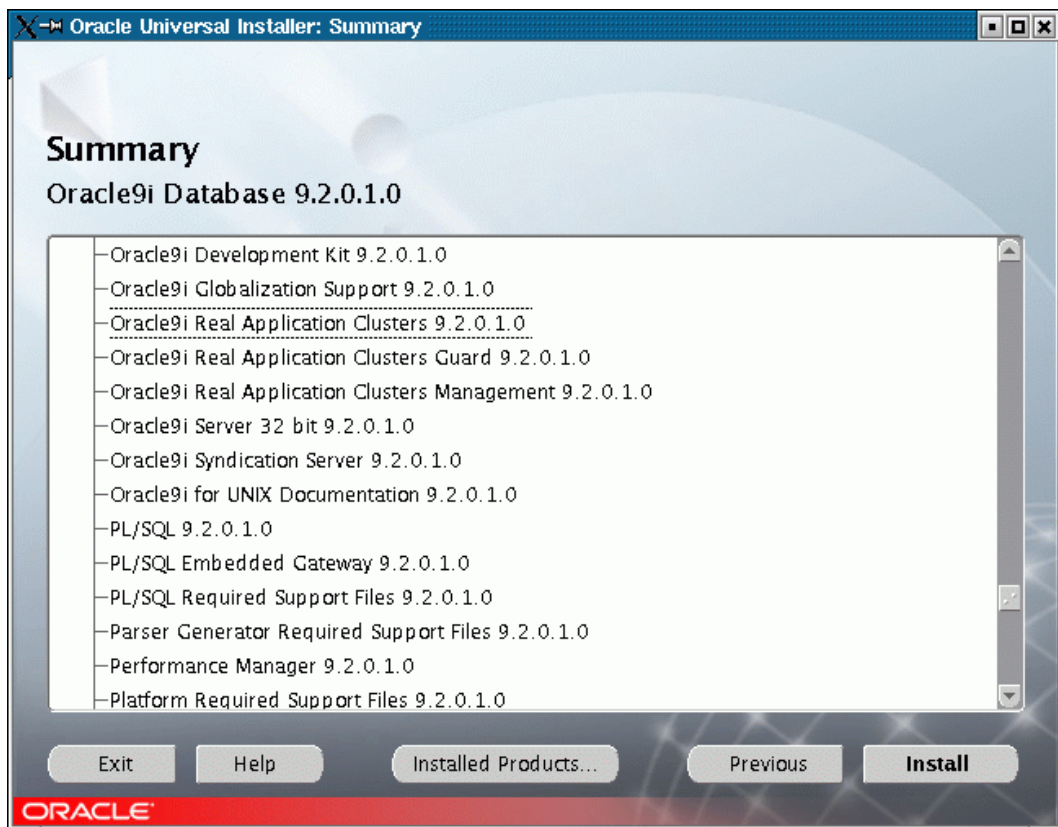 Oracle Universal Installer: Summary
Summary
Oracle9i Database 9.2.0.1.0
Oracle9i Development Kit 9.2.0.1.0
Oracle9i Globalization Support 9.2.0.1.0
Oracle9i Real Application Clusters 9.2.0.1.0
Oracle9i Real Application Clusters Guard 9.2.0.1.0
Oracle9i Real Application Clusters Management 9.2.0.1.0
Oracle9i Server 32 bit 9.2.0.1.0
Oracle9i Syndication Server 9.2.0.1.0
Oracle9i for UNIX Documentation 9.2.0.1.0
PL/SQL 9.2.0.1.0
PL/SQL Embedded Gateway 9.2.0.1.0
PL/SQL Required Support Files 9.2.0.1.0
Parser Generator Required Support Files 9.2.0.1.0
Performance Manager 9.2.0.1.0
Platform Required Support Files 9.2.0.1.0
Exit Help Installed Products... Previous Install
ORACLE